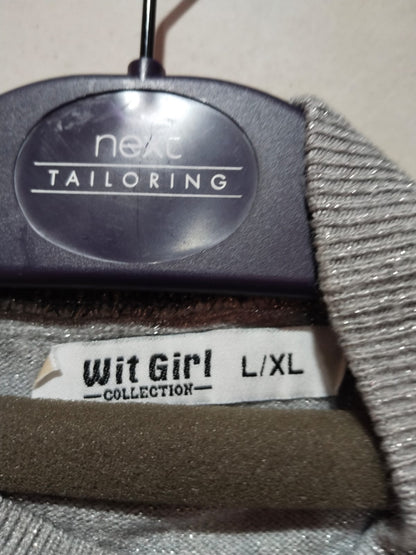 next
TAILORING
Wit Girl L/XL
COLLECTION